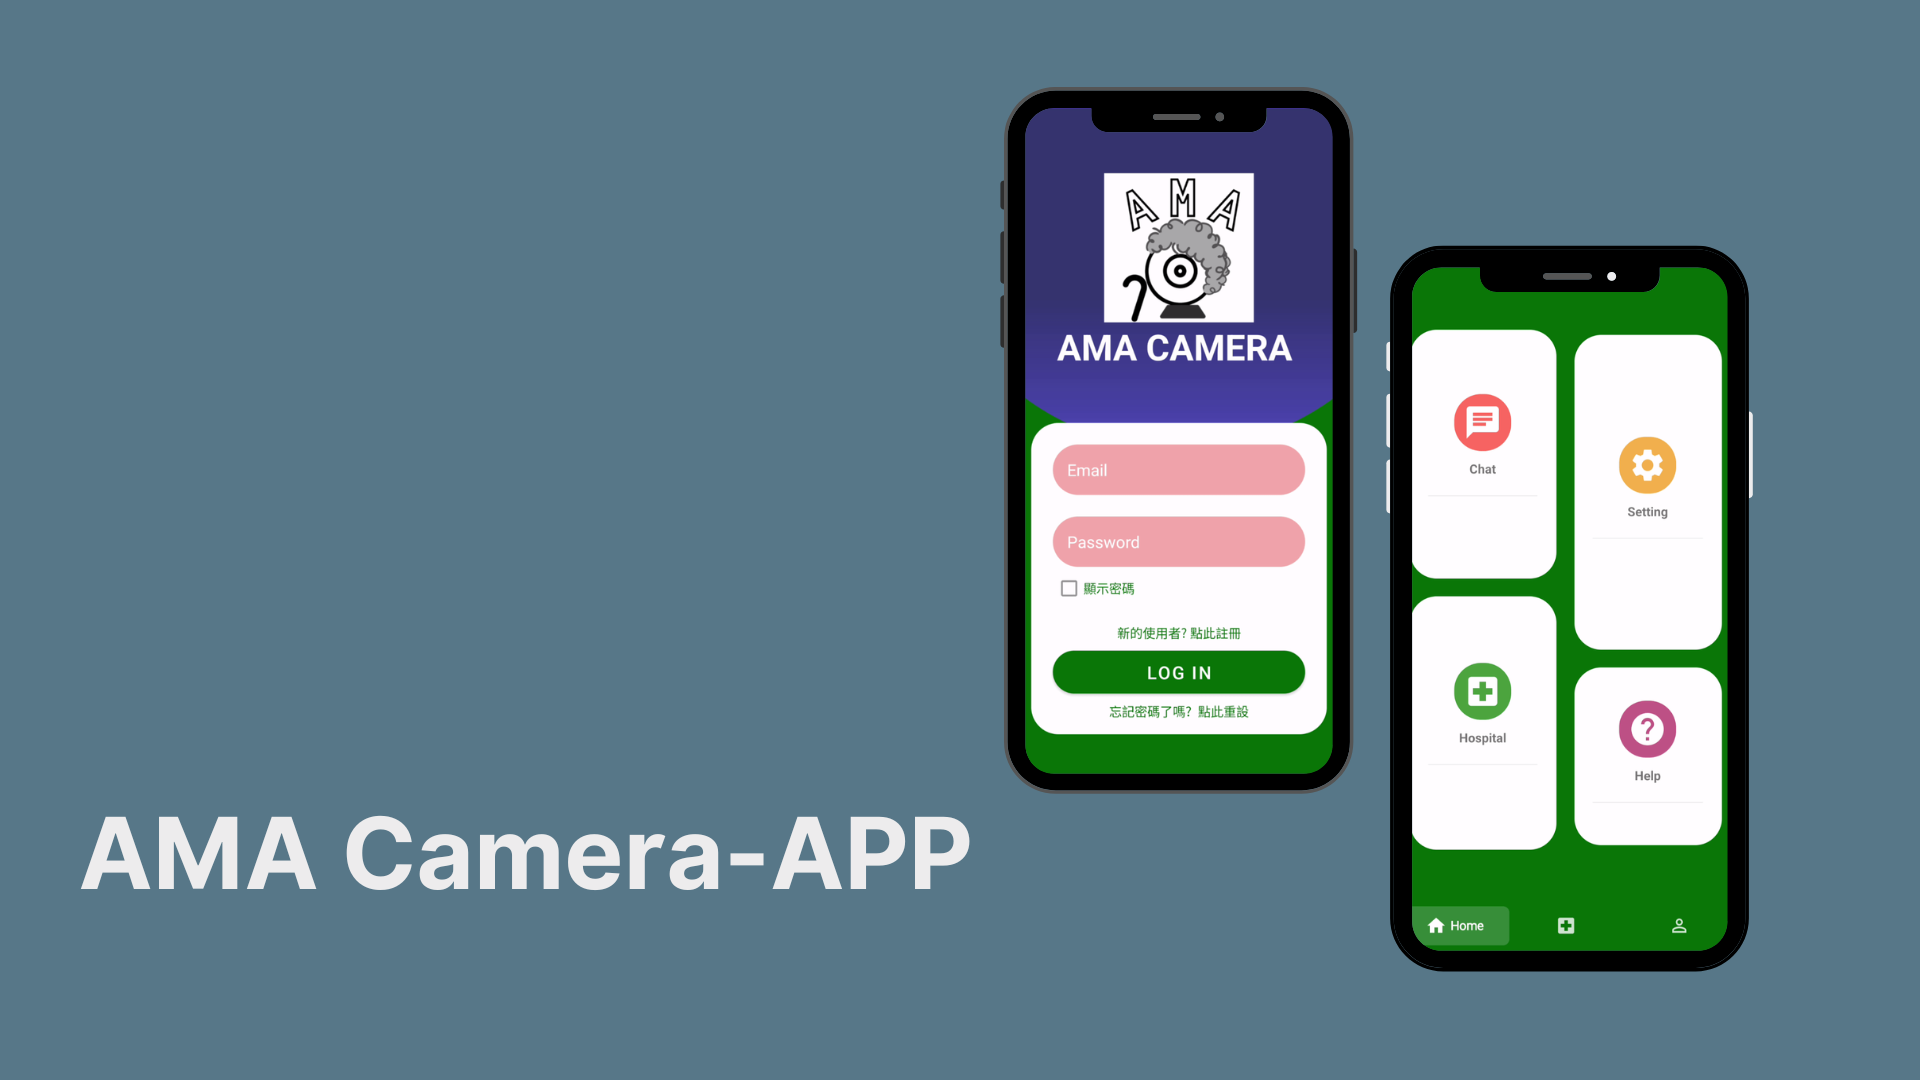 AMA
AMA CAMERA
Email
Password
顯示密碼
新的使用者? 點此註冊
LOG IN
忘記密碼了嗎? 點此重設
Chat
Setting
Hospital
Help
Home
AMA Camera-APP